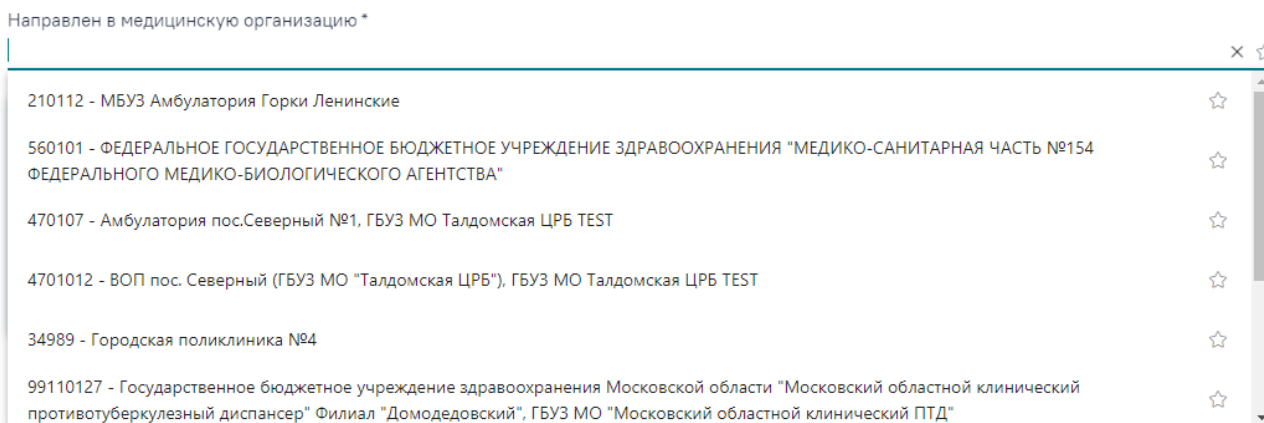 Направлен в медицинскую организацию *
210112 - МБУЗ Амбулатория Горки Ленинские
560101 - ФЕДЕРАЛЬНОЕ ГОСУДАРСТВЕННОЕ БЮДЖЕТНОЕ УЧРЕЖДЕНИЕ ЗДРАВООХРАНЕНИЯ "МЕДИКО-САНИТАРНАЯ ЧАСТЬ №154
ФЕДЕРАЛЬНОГО МЕДИКО-БИОЛОГИЧЕСКОГО АГЕНТСТВА"
470107 - Амбулатория пос.Северный №1, ГБУЗ МО Талдомская ЦРБ TEST
4701012 - ВОП пос. Северный (ГБУЗ МО "Талдомская ЦРБ"), ГБУЗ МО Талдомская ЦРБ TEST
34989 - Городская поликлиника №4
99110127 - Государственное бюджетное учреждение здравоохранения Московской области "Московский областной клинический
противотуберкулезный диспансер" Филиал "Домодедовский", ГБУЗ МО "Московский областной клинический ПТД"